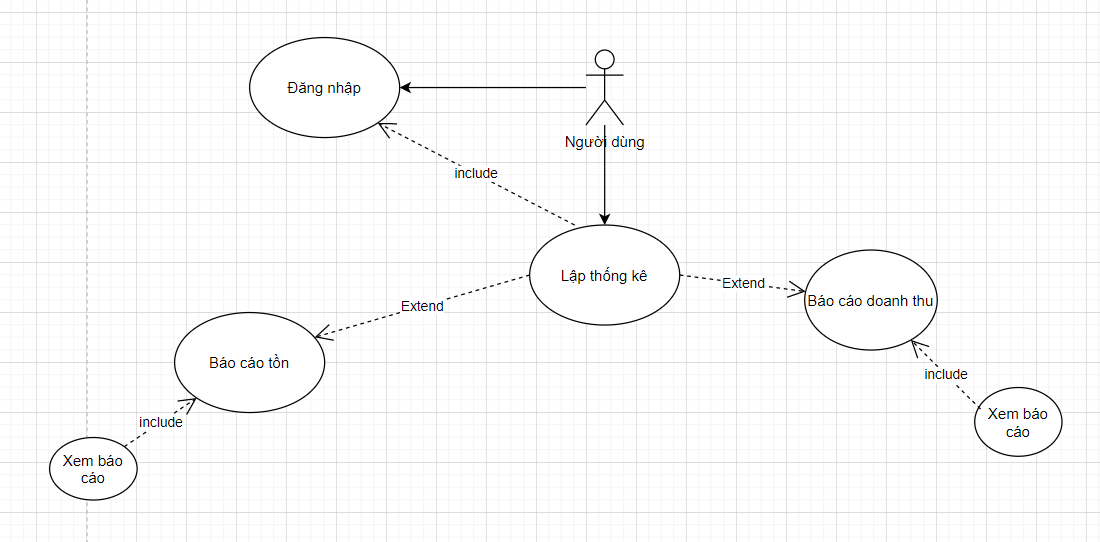 Đăng nhập
Người dùng
include
Lập thống kê
Extend
Extend
Báo cáo doanh thu
Báo cáo tồn
include
include
Xem báo
cáo
Xem báo
cáo